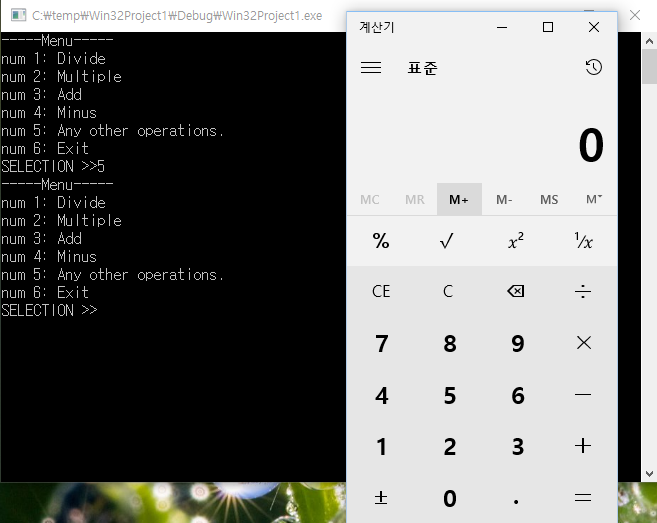 C:₩temp₩Win32Project1₩Debug₩Win32Project1.exe
-----Menu-----
num 1: Divide
num 2: Multiple
num 3: Add
num 4: Minus
num 5: Any other operations.
num 6: Exit
SELECTION >>5
-----Menu-----
num 1: Divide
num 2: Multiple
num 3: Add
num 4: Minus
num 5: Any other operations.
num 6: Exit
SELECTION >>
계산기
표준
0
MC MR M+ M- MS M˅
% √ x² ¹/x
CE C ÷
7 8 9 ×
4 5 6 −
1 2 3 +
± 0 . =